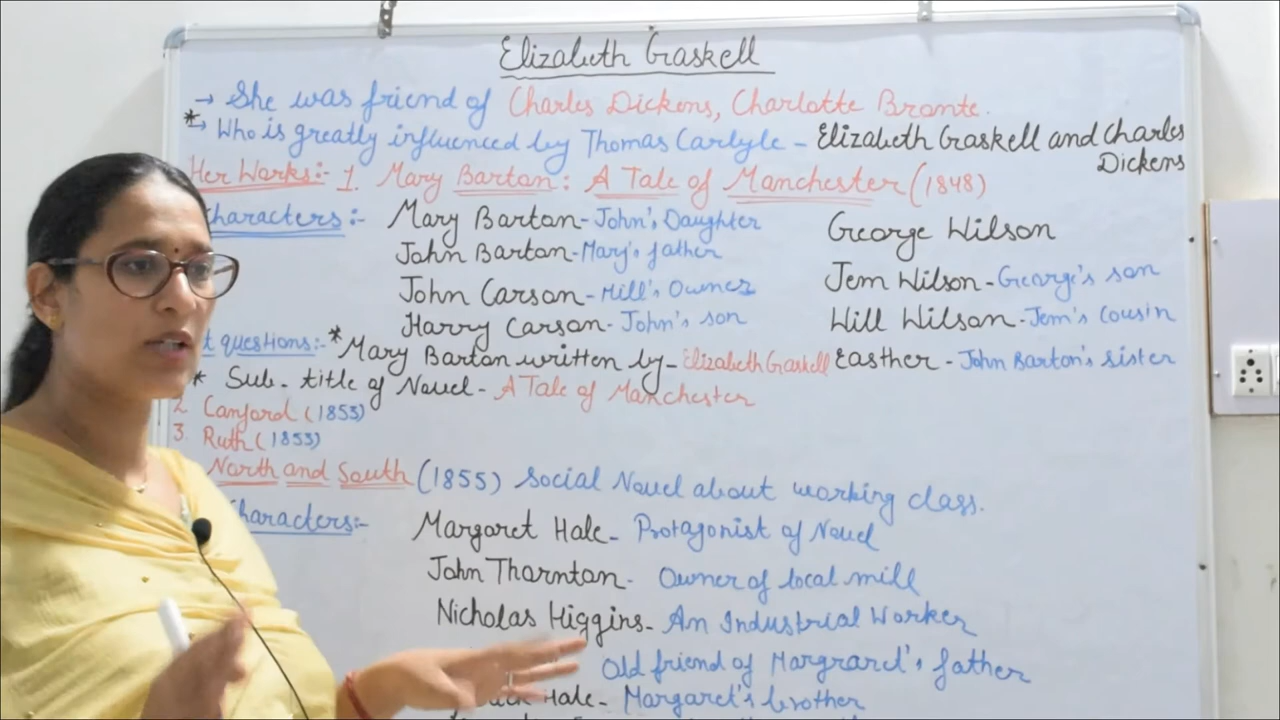 Elizabeth Gaskell
→ She was friend of Charles Dickens, Charlotte Bronte.
*→ Who is greatly influenced by Thomas Carlyle - Elizabeth Gaskell and Charles Dickens
Her Works:- 1. Mary Barton: A Tale of Manchester (1848)
Characters:- Mary Barton - John's Daughter George Wilson
John Barton - Mary's father Jem Wilson - George's son
John Carson - Mill's Owner Will Wilson - Jem's Cousin
Harry Carson - John's son Easther - John Barton's sister
t questions:- *Mary Barton written by - Elizabeth Gaskell
* Sub-title of Novel - A Tale of Manchester
2. Canford (1853)
3. Ruth (1853)
North and South (1855) Social Novel about working class.
Characters:- Margaret Hale - Protagonist of Novel
John Thornton - Owner of local mill
Nicholas Higgins - An Industrial Worker
Old friend of Margrard's father
Hale - Margaret's brother